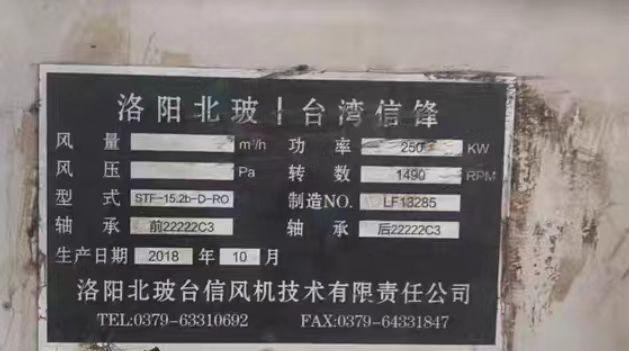 洛阳北玻｜台湾信锋
风 量 m³/h 功 率 250 KW
风 压 Pa 转 数 1490 RPM
型 式 STF-15.2b-D-RO 制造NO. LF13285
轴 承 前22222C3 轴 承 后22222C3
生产日期 2018 年 10 月
洛阳北玻台信风机技术有限责任公司
TEL:0379-63310692 FAX:0379-64331847